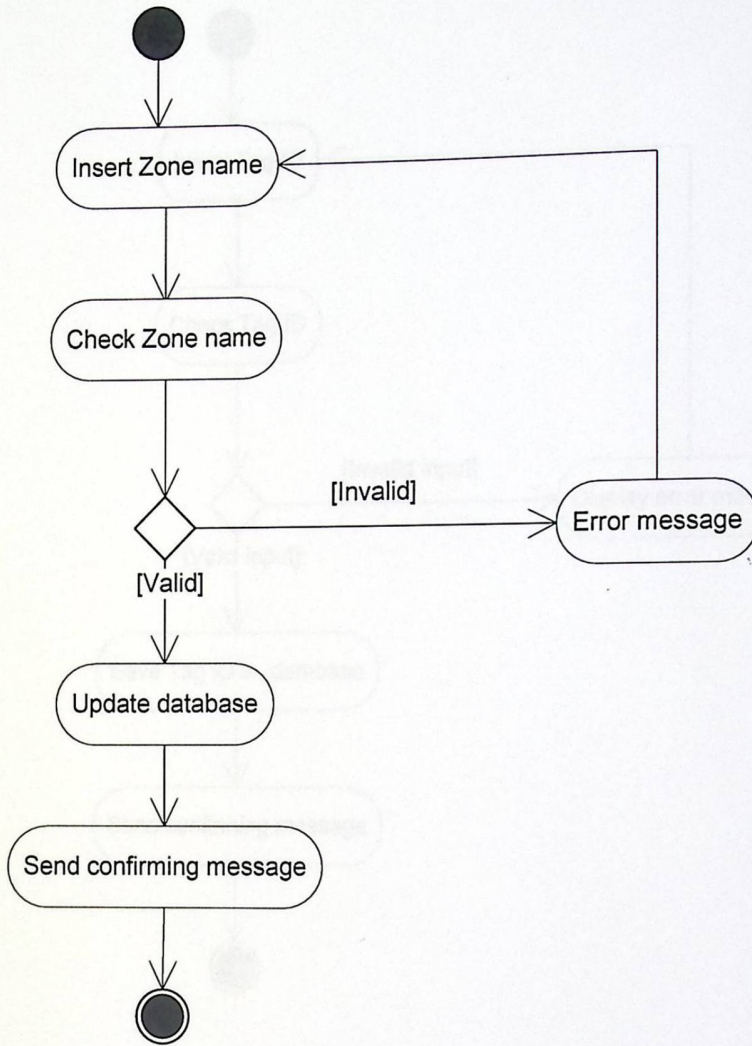 Insert Zone name
Check Zone name
[Invalid]
Error message
[Valid]
Update database
Send confirming message